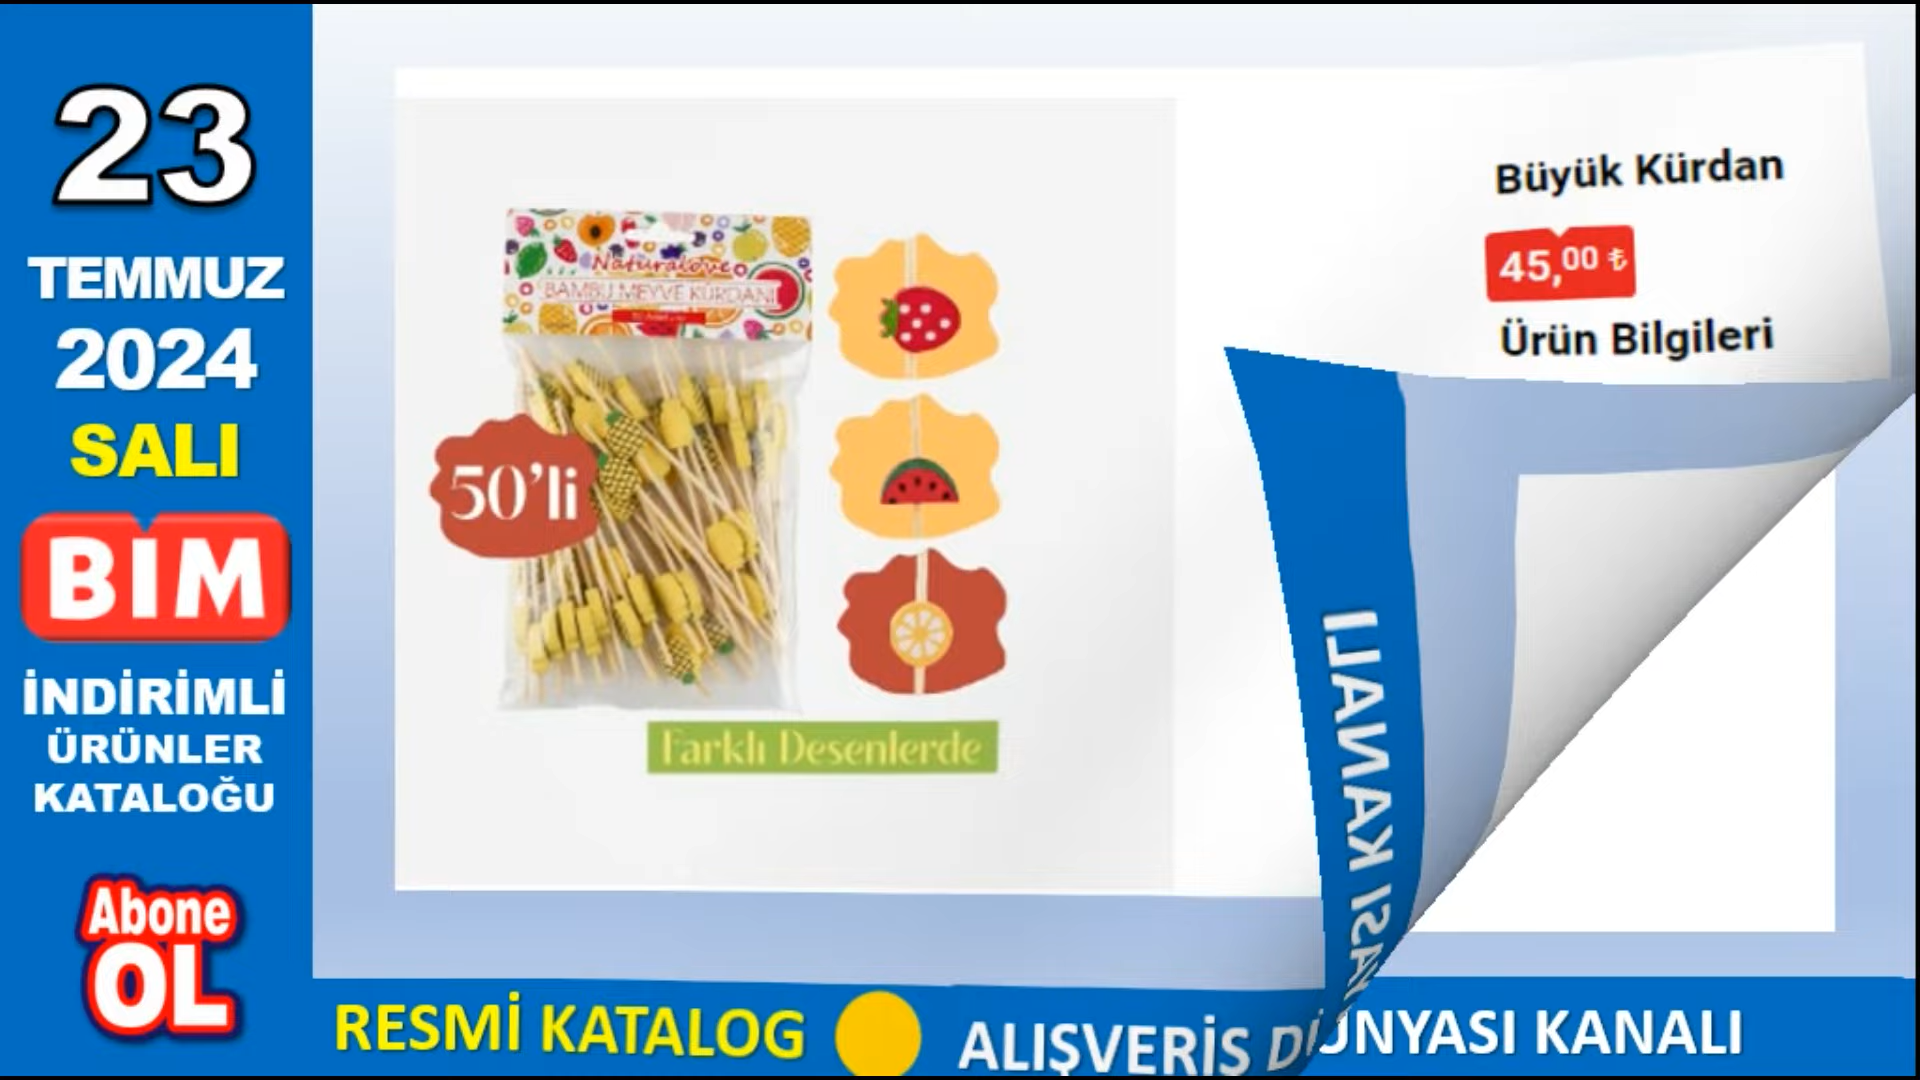 23
TEMMUZ
2024
SALI
BIM
İNDİRİMLİ
ÜRÜNLER
KATALOĞU
Abone
OL
Naturalove
BAMBU MEYVE KÜRDANI
50'li
Farklı Desenlerde
Büyük Kürdan
45,00 ₺
Ürün Bilgileri
ASI KANALI
RESMİ KATALOG
ALIŞVERİŞ DÜNYASI KANALI